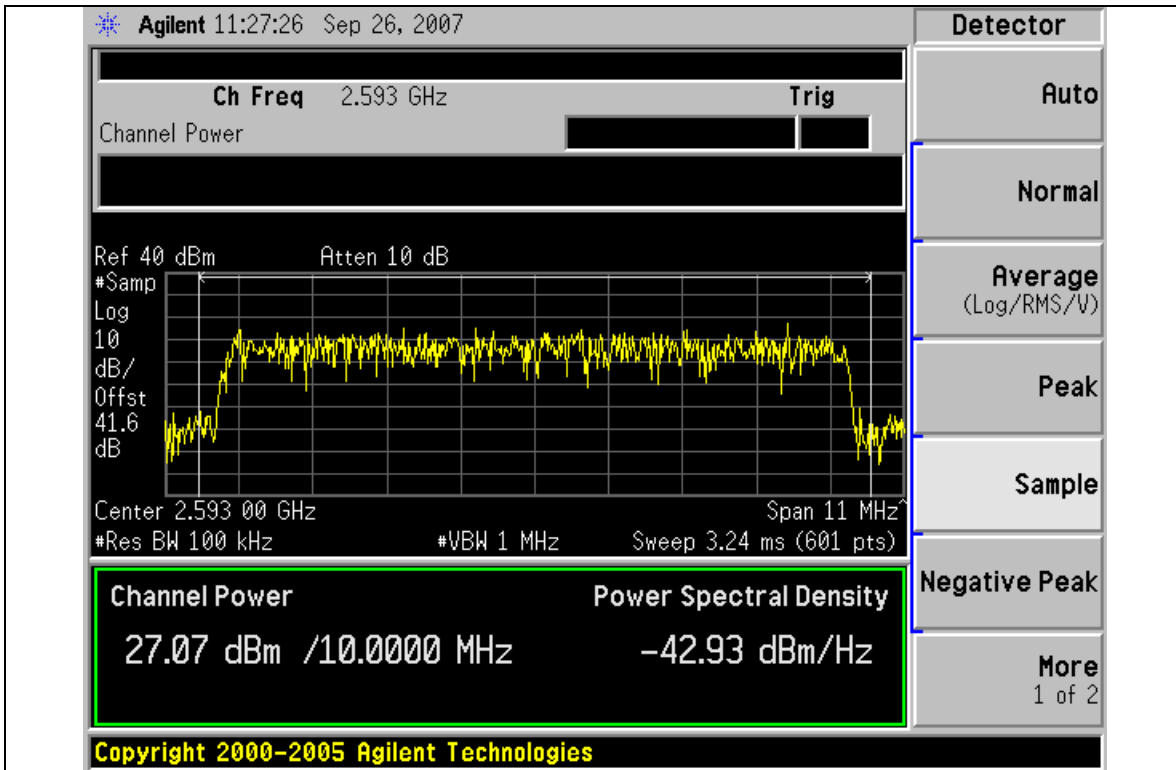 Agilent 11:27:26 Sep 26, 2007
Detector
Ch Freq 2.593 GHz Trig
Channel Power
Auto
Normal
Average
(Log/RMS/V)
Peak
Sample
Negative Peak
More
1 of 2
Ref 40 dBm Atten 10 dB
#Samp
Log
10
dB/
Offst
41.6
dB
Center 2.593 00 GHz Span 11 MHz^
#Res BW 100 kHz #VBW 1 MHz Sweep 3.24 ms (601 pts)
Channel Power Power Spectral Density
27.07 dBm /10.0000 MHz -42.93 dBm/Hz
Copyright 2000-2005 Agilent Technologies